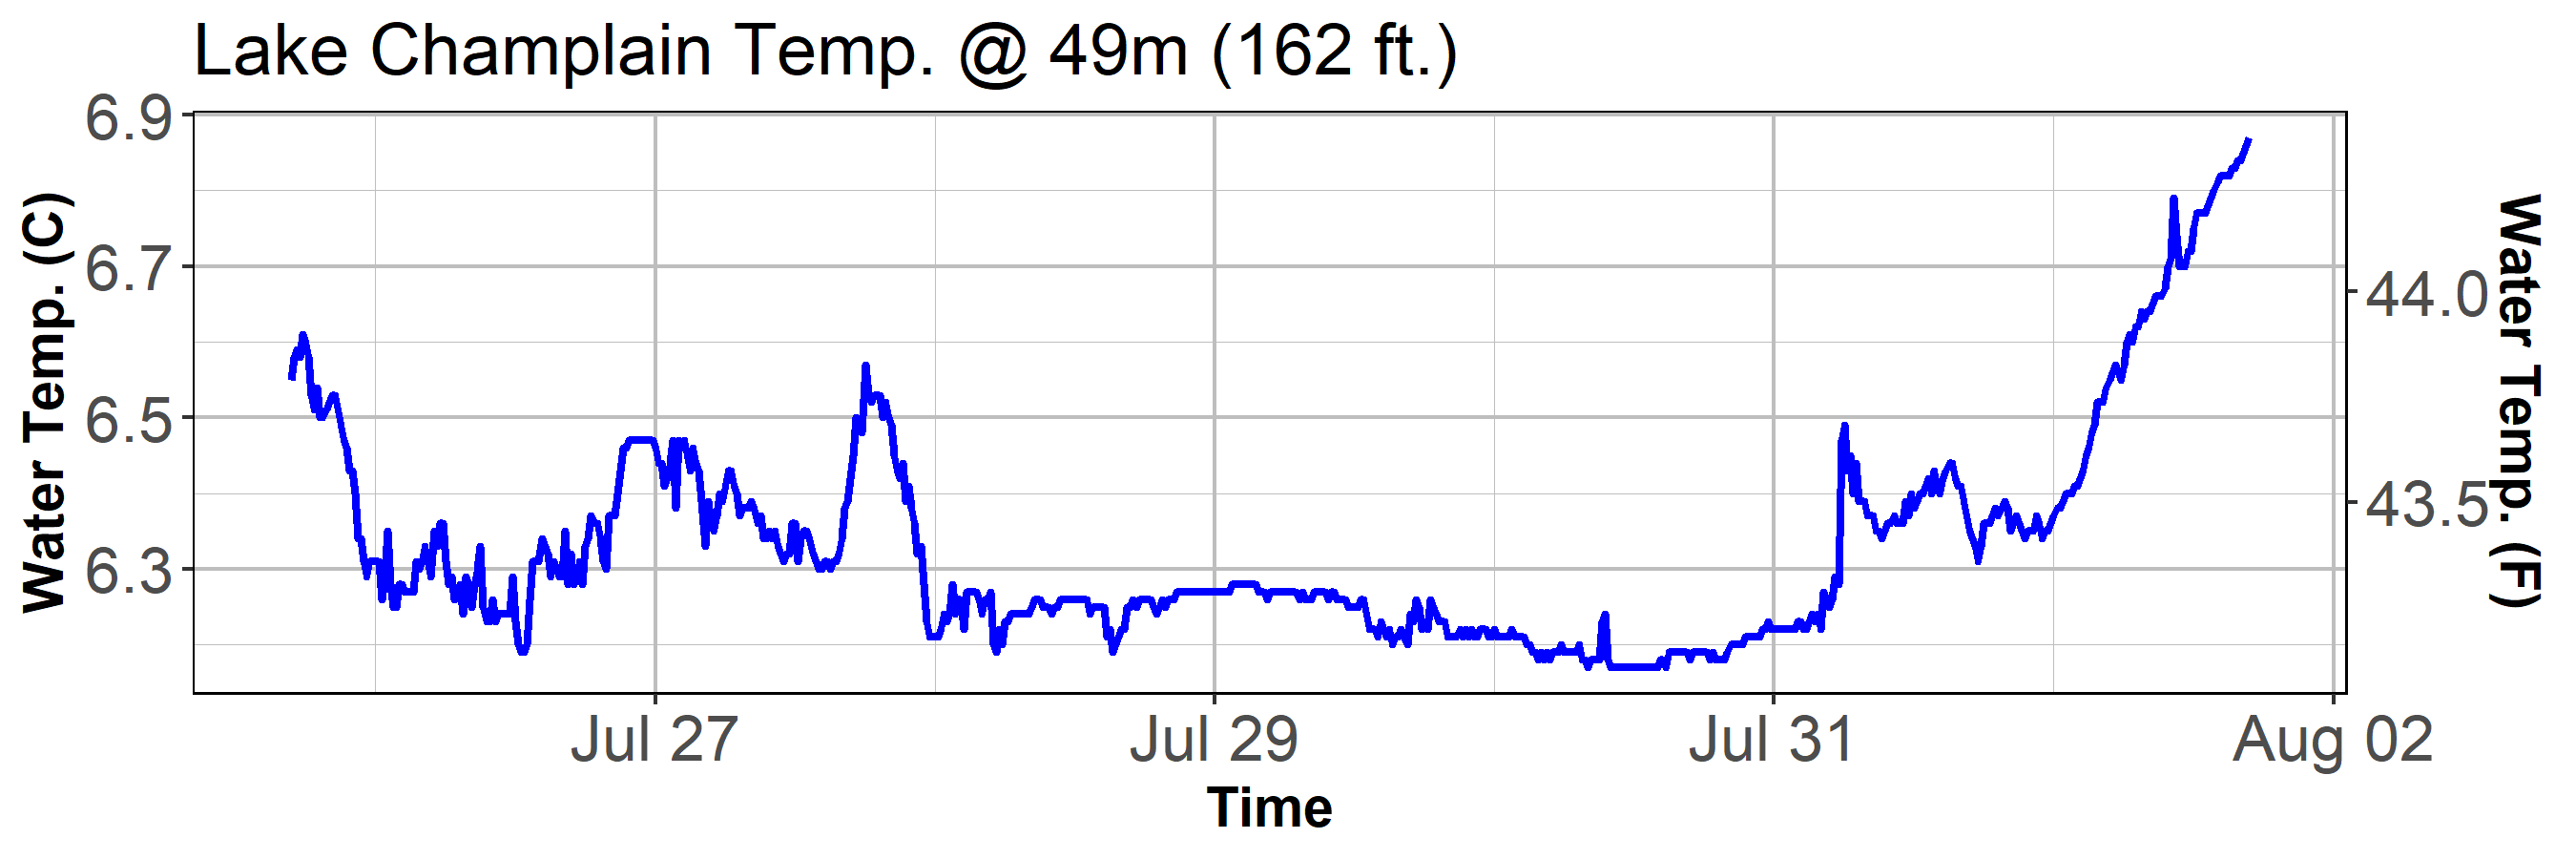 Lake Champlain Temp. @ 49m (162 ft.)
Water Temp. (C)
6.9
6.7
6.5
6.3
44.0
43.5
Water Temp. (F)
Jul 27
Jul 29
Jul 31
Aug 02
Time